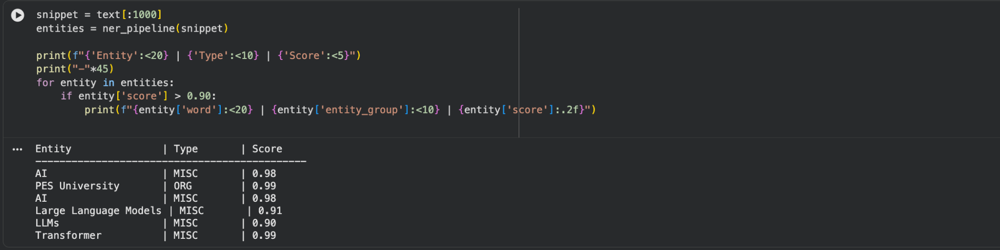 snippet = text[:1000]
entities = ner_pipeline(snippet)
print(f"{'Entity':<20} | {'Type':<10} | {'Score':<5}")
print("-"*45)
for entity in entities:
    if entity['score'] > 0.90:
        print(f"{entity['word']:<20} | {entity['entity_group']:<10} | {entity['score']:.2f}")
Entity               | Type       | Score
---------------------------------------------
AI                   | MISC       | 0.98
PES University       | ORG        | 0.99
AI                   | MISC       | 0.98
Large Language Models | MISC       | 0.91
LLMs                 | MISC       | 0.90
Transformer          | MISC       | 0.99